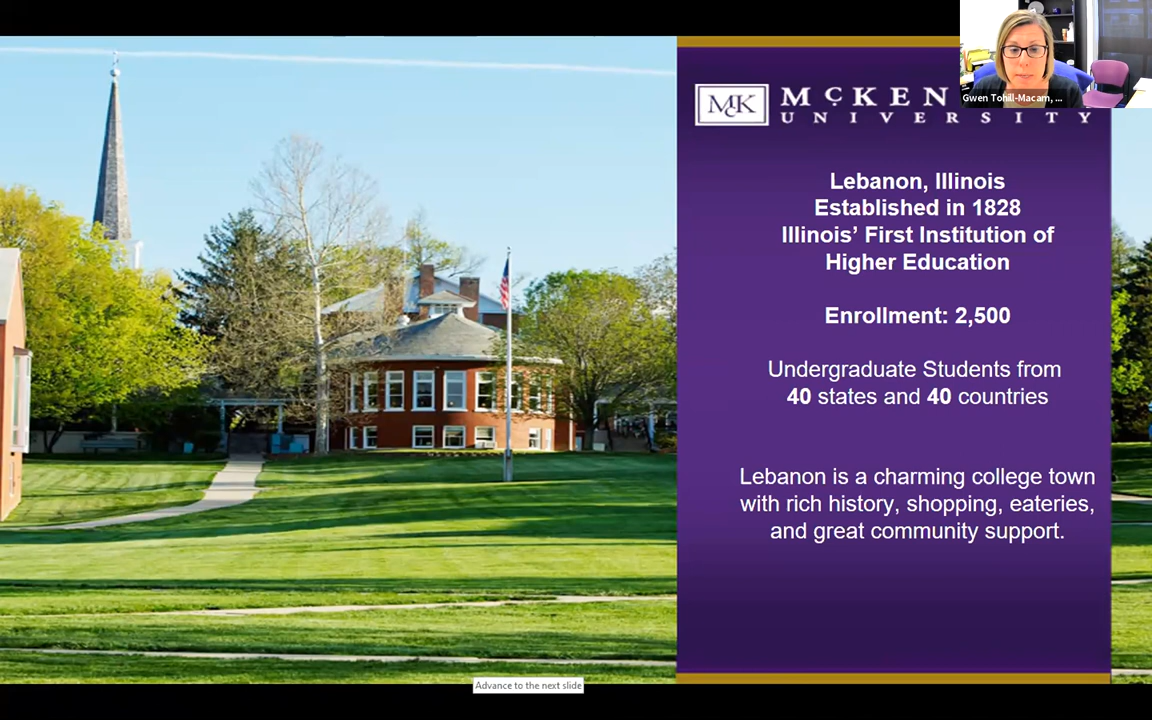 McK
McKEN
UNIVERSITY
Gwen Tohill-Macarn, ...
Lebanon, Illinois
Established in 1828
Illinois’ First Institution of
Higher Education
Enrollment: 2,500
Undergraduate Students from
40 states and 40 countries
Lebanon is a charming college town
with rich history, shopping, eateries,
and great community support.
Advance to the next slide